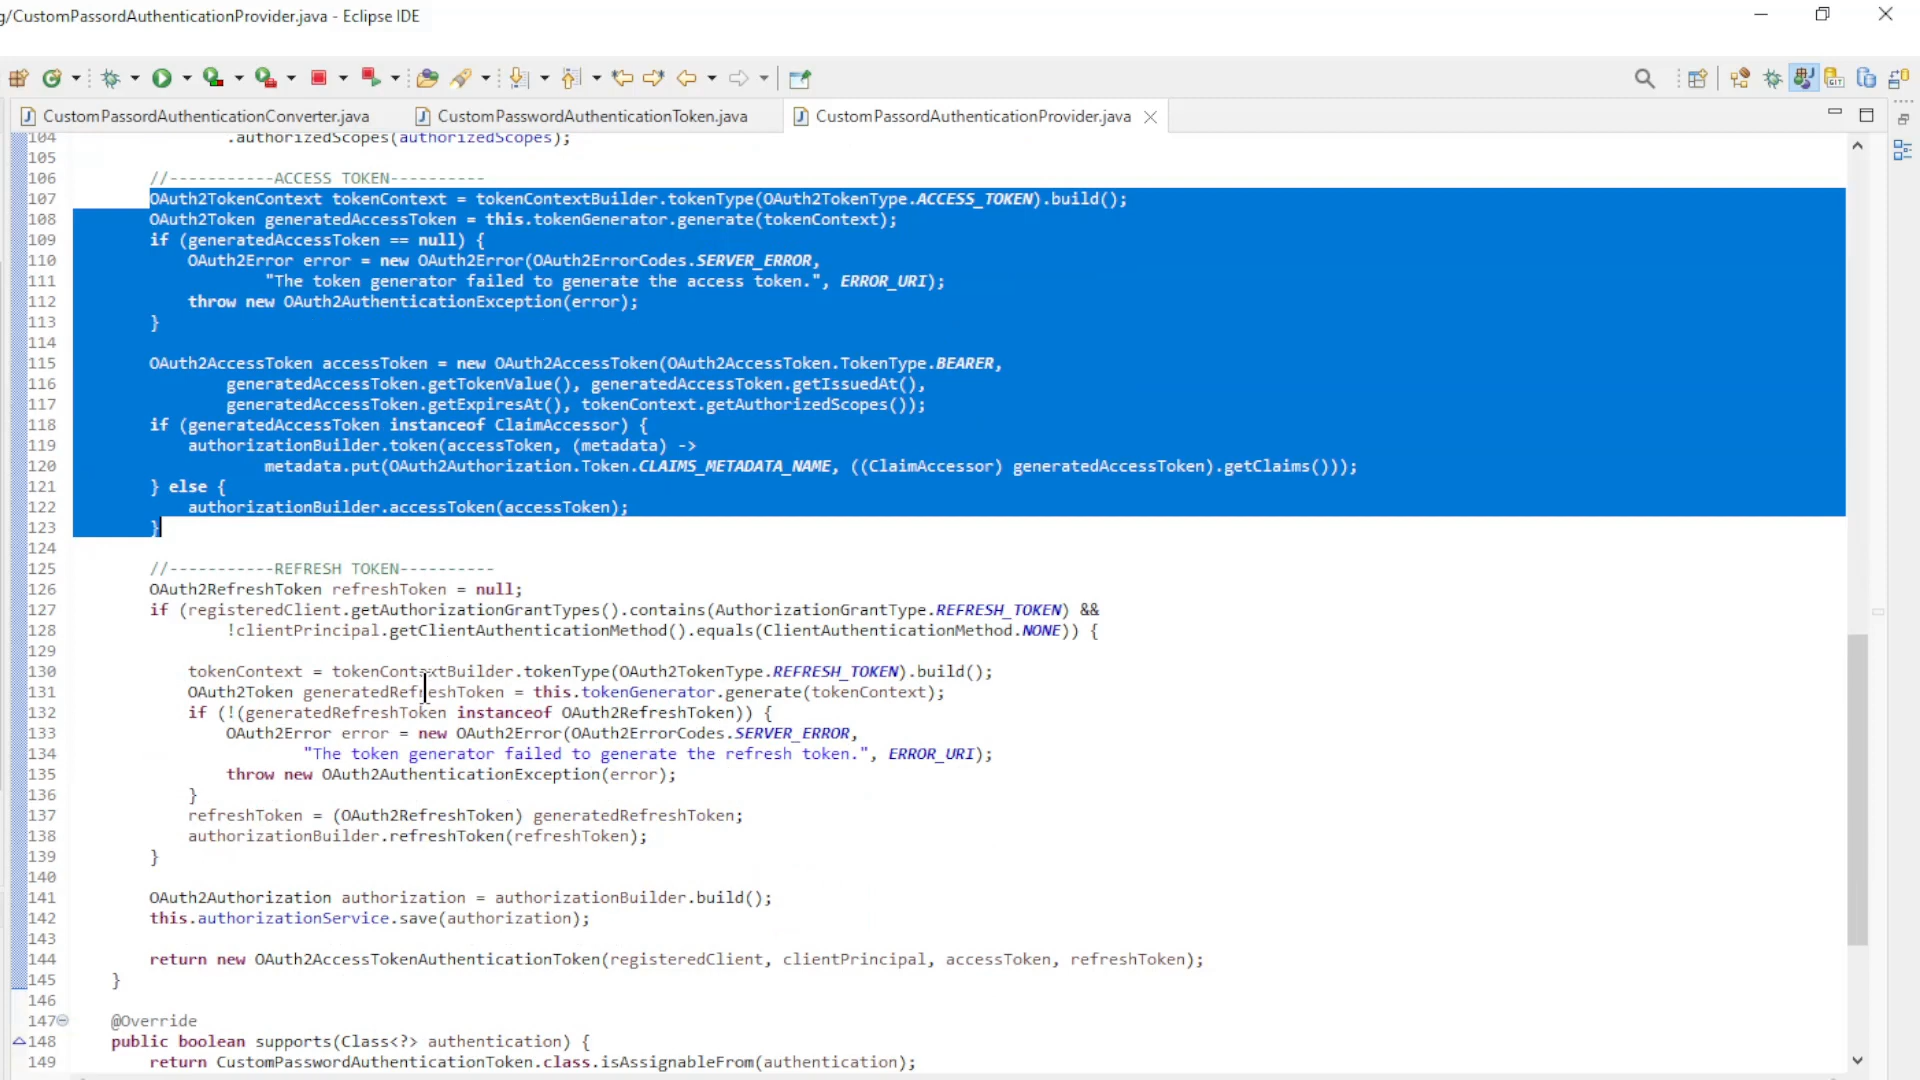 g/CustomPassordAuthenticationProvider.java - Eclipse IDE
CustomPassordAuthenticationConverter.java
CustomPasswordAuthenticationToken.java
CustomPassordAuthenticationProvider.java
104 .authorizedScopes(authorizedScopes);
105
106 //-----------ACCESS TOKEN----------
107 OAuth2TokenContext tokenContext = tokenContextBuilder.tokenType(OAuth2TokenType.ACCESS_TOKEN).build();
108 OAuth2Token generatedAccessToken = this.tokenGenerator.generate(tokenContext);
109 if (generatedAccessToken == null) {
110 OAuth2Error error = new OAuth2Error(OAuth2ErrorCodes.SERVER_ERROR,
111 "The token generator failed to generate the access token.", ERROR_URI);
112 throw new OAuth2AuthenticationException(error);
113 }
114
115 OAuth2AccessToken accessToken = new OAuth2AccessToken(OAuth2AccessToken.TokenType.BEARER,
116 generatedAccessToken.getTokenValue(), generatedAccessToken.getIssuedAt(),
117 generatedAccessToken.getExpiresAt(), tokenContext.getAuthorizedScopes());
118 if (generatedAccessToken instanceof ClaimAccessor) {
119 authorizationBuilder.token(accessToken, (metadata) ->
120 metadata.put(OAuth2Authorization.Token.CLAIMS_METADATA_NAME, ((ClaimAccessor) generatedAccessToken).getClaims()));
121 } else {
122 authorizationBuilder.accessToken(accessToken);
123 }
124
125 //-----------REFRESH TOKEN----------
126 OAuth2RefreshToken refreshToken = null;
127 if (registeredClient.getAuthorizationGrantTypes().contains(AuthorizationGrantType.REFRESH_TOKEN) &&
128 !clientPrincipal.getClientAuthenticationMethod().equals(ClientAuthenticationMethod.NONE)) {
129
130 tokenContext = tokenContextBuilder.tokenType(OAuth2TokenType.REFRESH_TOKEN).build();
131 OAuth2Token generatedRefreshToken = this.tokenGenerator.generate(tokenContext);
132 if (!(generatedRefreshToken instanceof OAuth2RefreshToken)) {
133 OAuth2Error error = new OAuth2Error(OAuth2ErrorCodes.SERVER_ERROR,
134 "The token generator failed to generate the refresh token.", ERROR_URI);
135 throw new OAuth2AuthenticationException(error);
136 }
137 refreshToken = (OAuth2RefreshToken) generatedRefreshToken;
138 authorizationBuilder.refreshToken(refreshToken);
139 }
140
141 OAuth2Authorization authorization = authorizationBuilder.build();
142 this.authorizationService.save(authorization);
143
144 return new OAuth2AccessTokenAuthenticationToken(registeredClient, clientPrincipal, accessToken, refreshToken);
145 }
146
147 @Override
148 public boolean supports(Class<?> authentication) {
149 return CustomPasswordAuthenticationToken.class.isAssignableFrom(authentication);